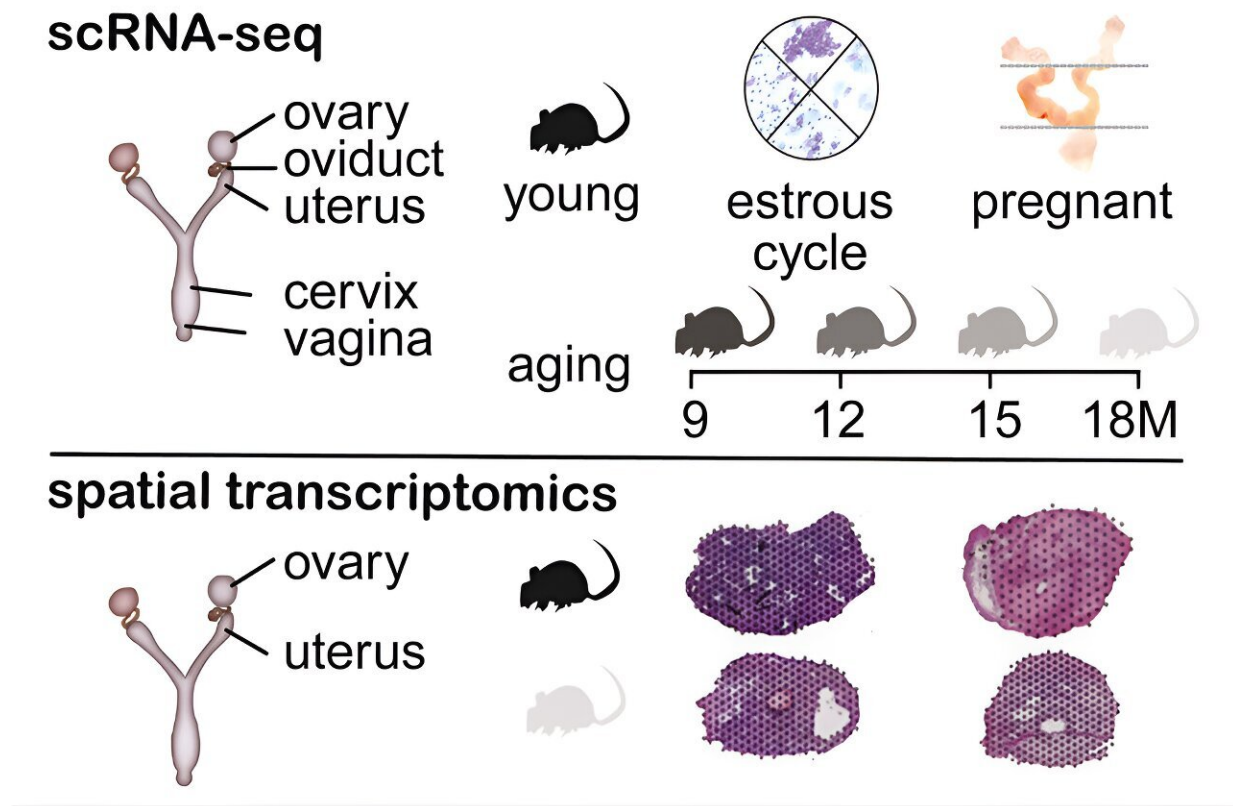 scRNA-seq
ovary
oviduct
uterus
cervix
vagina
young
estrous
cycle
pregnant
aging
9 12 15 18M
spatial transcriptomics
ovary
uterus